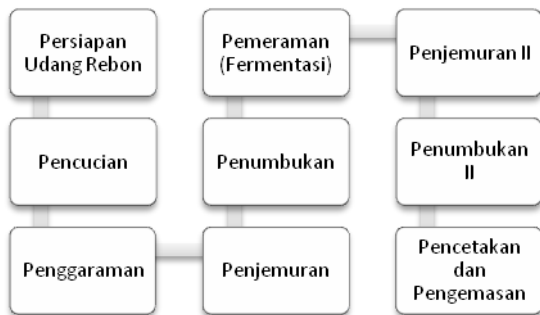 Persiapan
Udang Rebon
Pencucian
Penggaraman
Penjemuran
Penumbukan
Pemeraman
(Fermentasi)
Penjemuran II
Penumbukan
II
Pencetakan
dan
Pengemasan